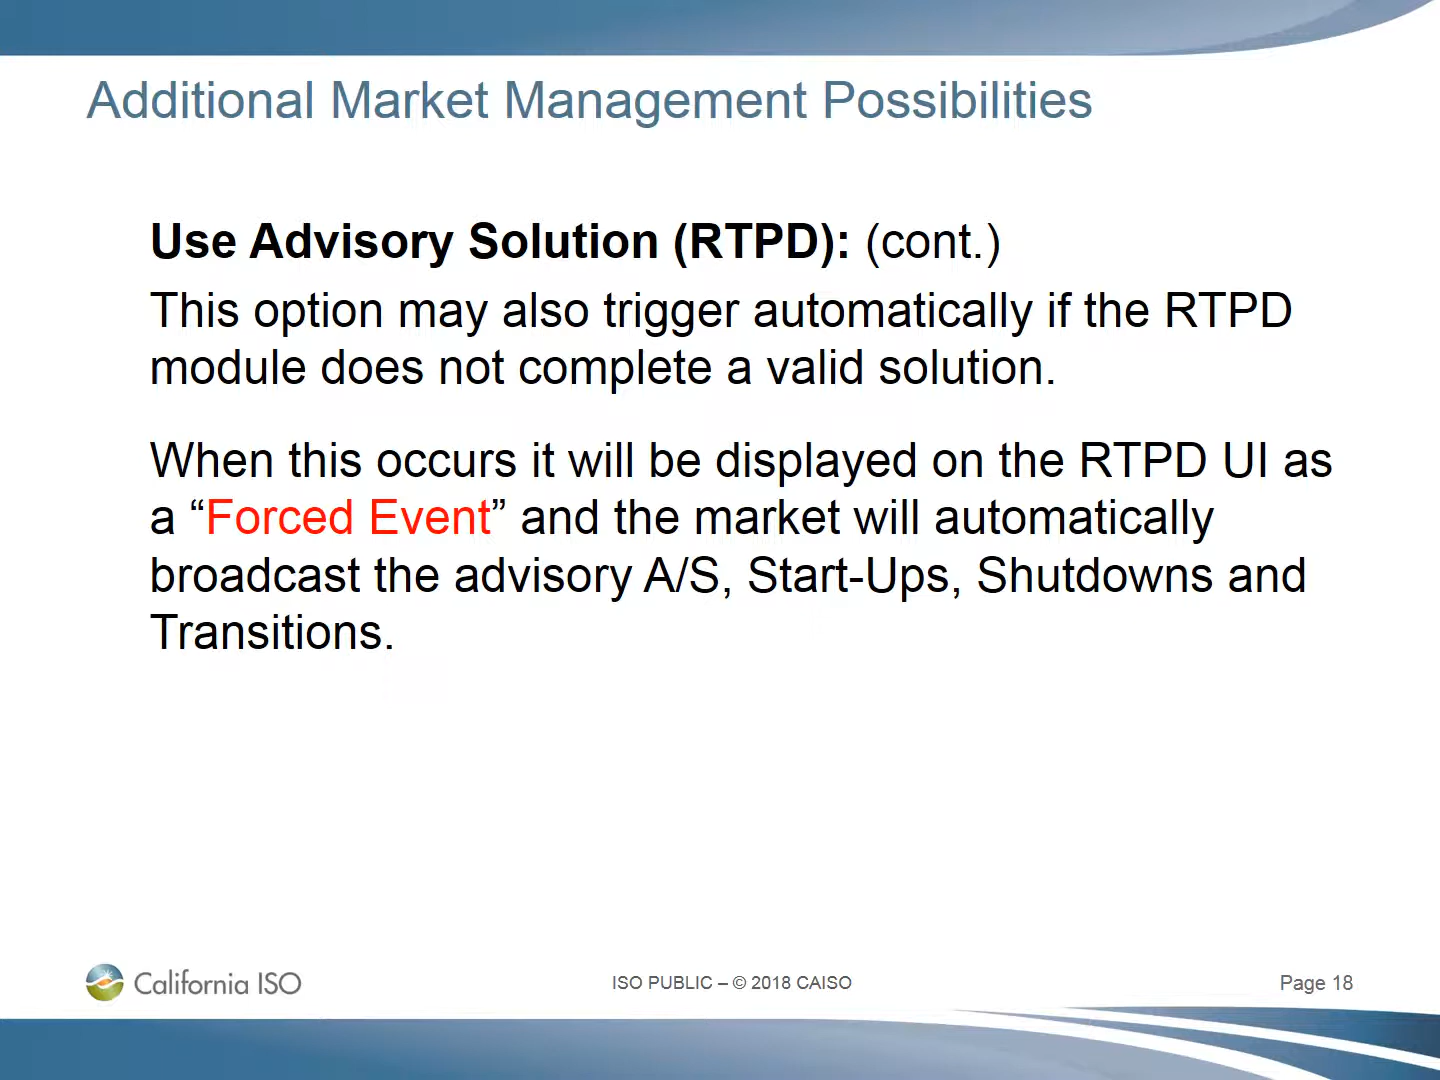 Additional Market Management Possibilities
Use Advisory Solution (RTPD): (cont.)
This option may also trigger automatically if the RTPD
module does not complete a valid solution.
When this occurs it will be displayed on the RTPD UI as
a “Forced Event” and the market will automatically
broadcast the advisory A/S, Start-Ups, Shutdowns and
Transitions.
California ISO
ISO PUBLIC – © 2018 CAISO
Page 18